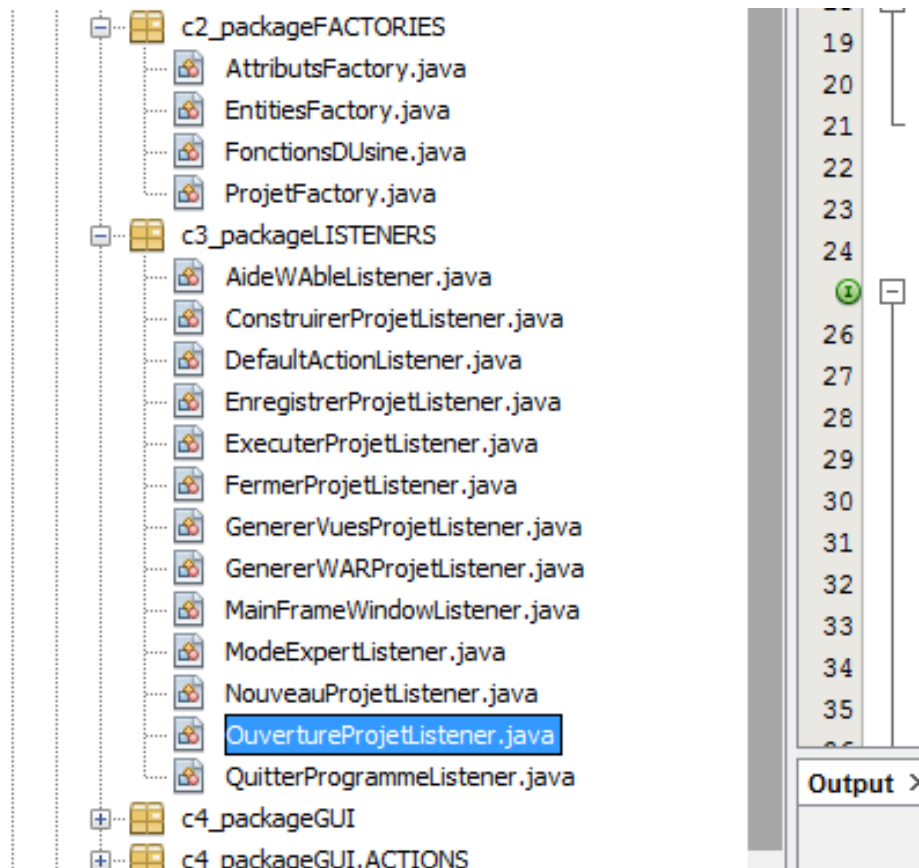 c2_packageFACTORIES
AttributsFactory.java
EntitiesFactory.java
FonctionsDUsine.java
ProjetFactory.java
c3_packageLISTENERS
AideWAbleListener.java
ConstruirerProjetListener.java
DefaultActionListener.java
EnregistrerProjetListener.java
ExecuterProjetListener.java
FermerProjetListener.java
GenererVuesProjetListener.java
GenererWARProjetListener.java
MainFrameWindowListener.java
ModeExpertListener.java
NouveauProjetListener.java
OuvertureProjetListener.java
QuitterProgrammeListener.java
c4_packageGUI
c4_packageGUI.ACTIONS
19
20
21
22
23
24
26
27
28
29
30
31
32
33
34
35
Output